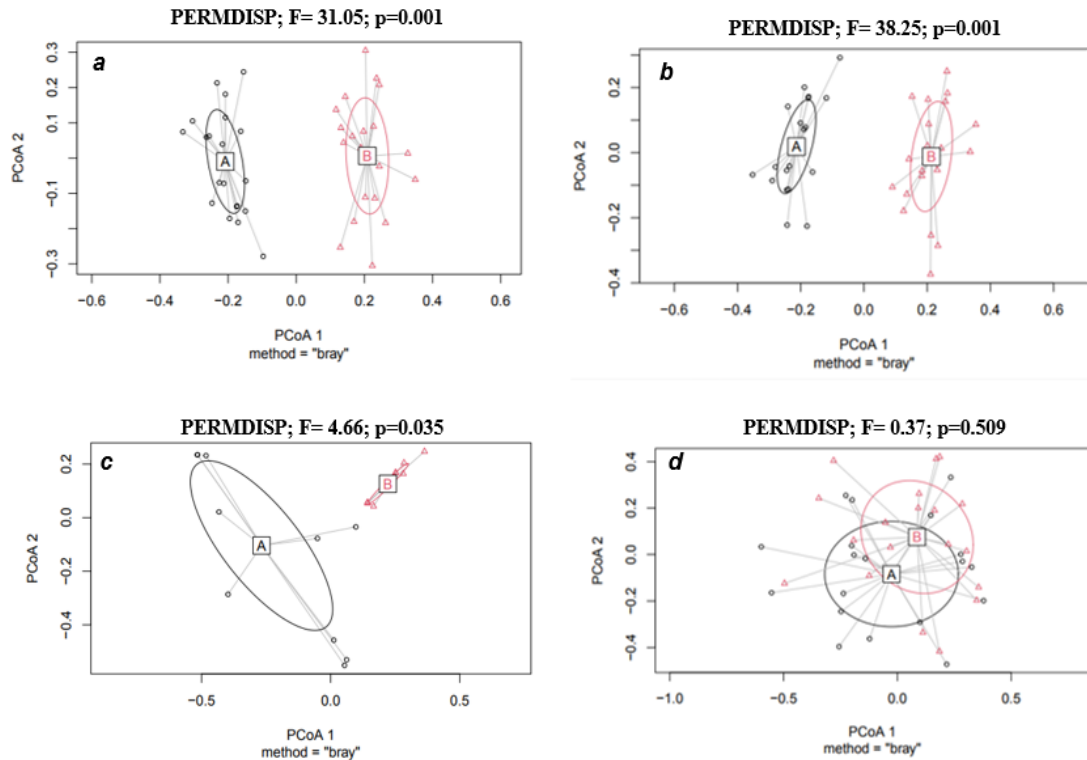 PERMDISP; F= 31.05; p=0.001
a
A
B
PCoA 2
0.3
0.1
−0.1
−0.3
−0.6
−0.4
−0.2
0.0
0.2
0.4
0.6
PCoA 1
method = "bray"
PERMDISP; F= 38.25; p=0.001
b
A
B
PCoA 2
0.2
0.0
−0.2
−0.4
−0.6
−0.4
−0.2
0.0
0.2
0.4
0.6
PCoA 1
method = "bray"
PERMDISP; F= 4.66; p=0.035
c
B
A
PCoA 2
0.2
0.0
−0.2
−0.4
−0.5
0.0
0.5
PCoA 1
method = "bray"
PERMDISP; F= 0.37; p=0.509
d
B
A
PCoA 2
0.4
0.2
0.0
−0.2
−0.4
−1.0
−0.5
0.0
0.5
PCoA 1
method = "bray"